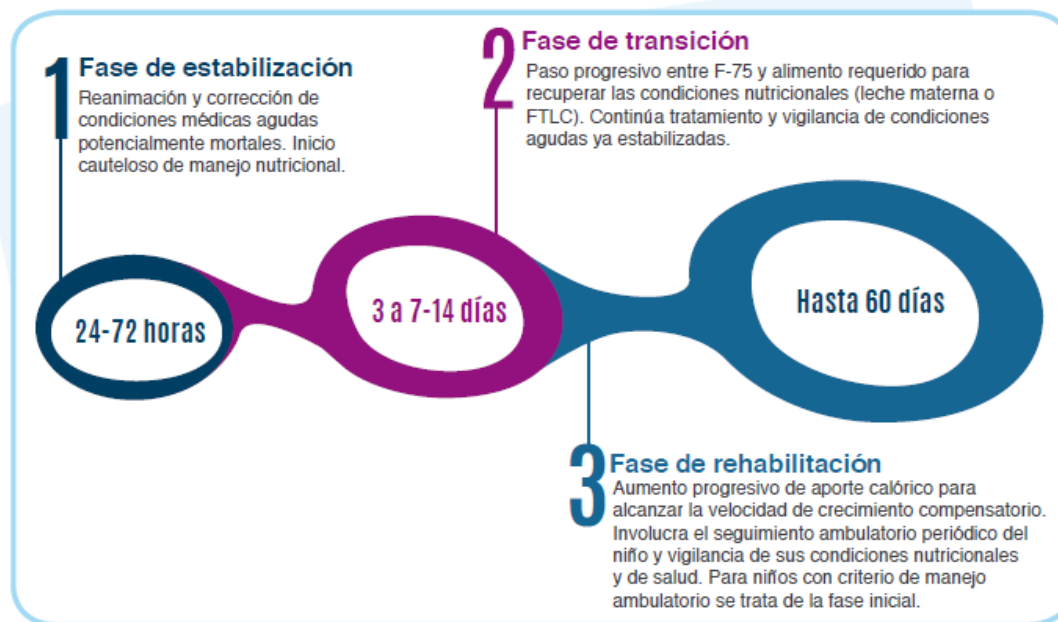 1
Fase de estabilización
Reanimación y corrección de
condiciones médicas agudas
potencialmente mortales. Inicio
cauteloso de manejo nutricional.
2
Fase de transición
Paso progresivo entre F-75 y alimento requerido para
recuperar las condiciones nutricionales (leche materna o
FTLC). Continúa tratamiento y vigilancia de condiciones
agudas ya estabilizadas.
24-72 horas
3 a 7-14 días
Hasta 60 días
3
Fase de rehabilitación
Aumento progresivo de aporte calórico para
alcanzar la velocidad de crecimiento compensatorio.
Involucra el seguimiento ambulatorio periódico del
niño y vigilancia de sus condiciones nutricionales
y de salud. Para niños con criterio de manejo
ambulatorio se trata de la fase inicial.